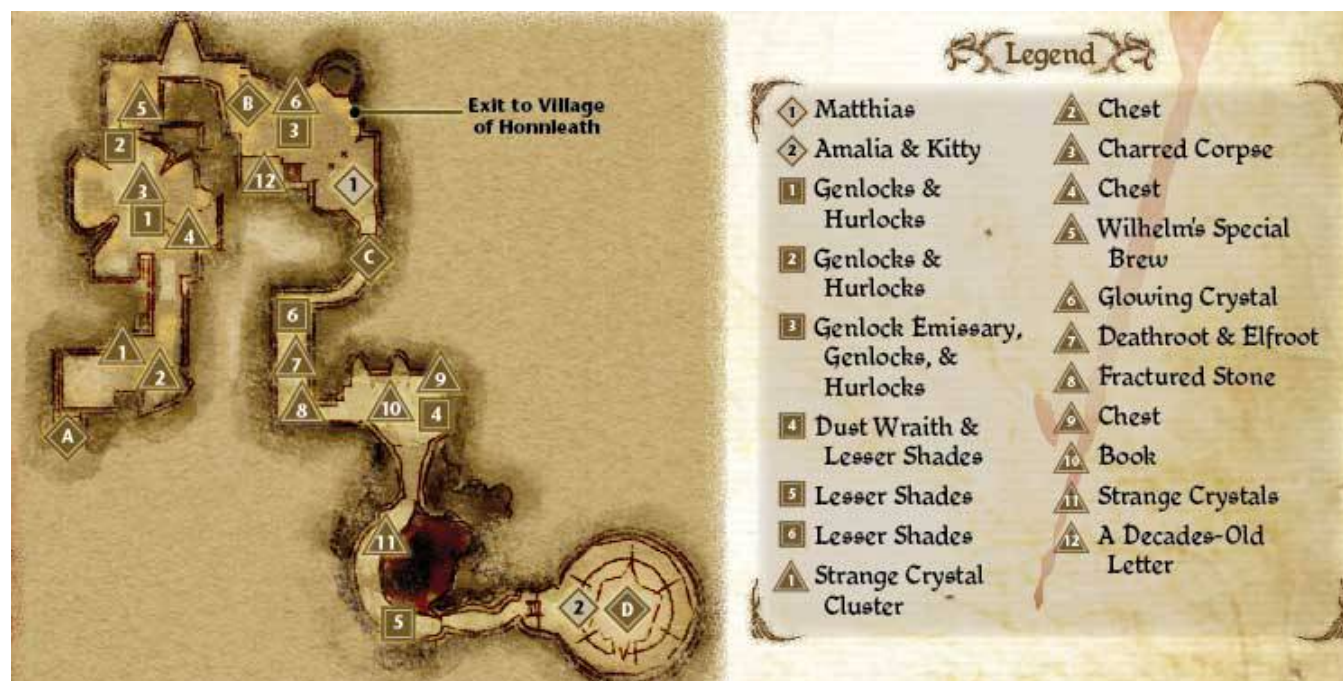 Exit to Village
of Honnleath
B
6
3
5
2
12
1
3
1
4
C
6
1
2
7
9
8
10
4
A
11
5
2
D
Legend
1 Matthias
2 Amalia & Kitty
1 Genlocks &
Hurlocks
2 Genlocks &
Hurlocks
3 Genlock Emissary,
Genlocks, &
Hurlocks
4 Dust Wraith &
Lesser Shades
5 Lesser Shades
6 Lesser Shades
1 Strange Crystal
Cluster
2 Chest
3 Charred Corpse
4 Chest
5 Wilhelm's Special
Brew
6 Glowing Crystal
7 Deathroot & Elfroot
8 Fractured Stone
9 Chest
10 Book
11 Strange Crystals
12 A Decades-Old
Letter